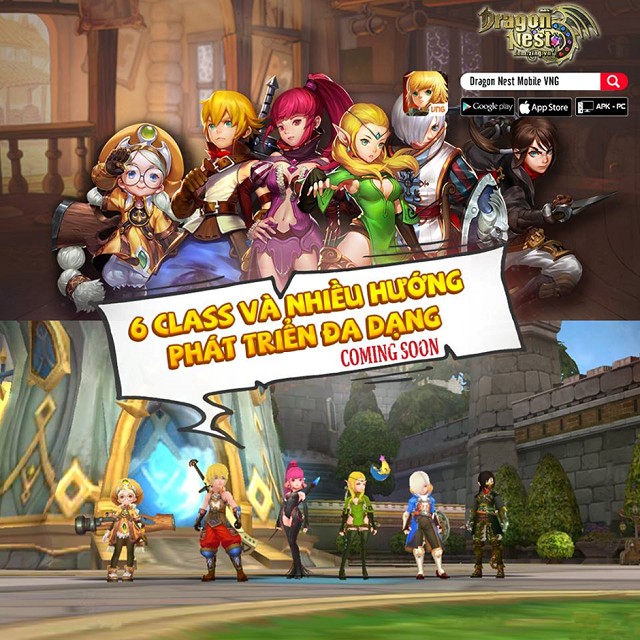 Dragon
Nest
Dragon Nest Mobile VNG
Google play
App Store
APK - PC
VNG
6 CLASS VÀ NHIỀU HƯỚNG
PHÁT TRIỂN ĐA DẠNG
COMING SOON